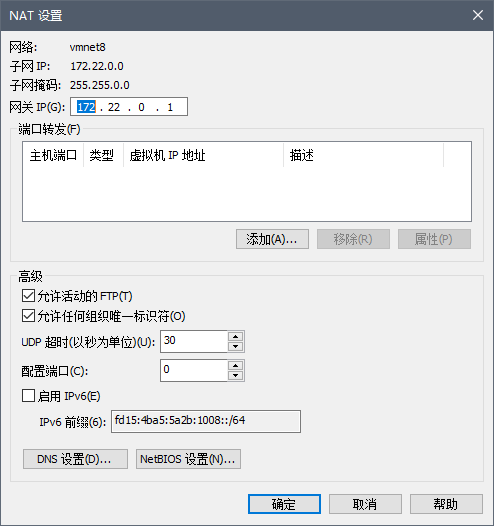 NAT 设置
网络: vmnet8
子网 IP: 172.22.0.0
子网掩码: 255.255.0.0
网关 IP(G): 172 . 22 . 0 . 1
端口转发(F)
主机端口 类型 虚拟机 IP 地址 描述
添加(A)... 移除(R) 属性(P)
高级
允许活动的 FTP(T)
允许任何组织唯一标识符(O)
UDP 超时(以秒为单位)(U): 30
配置端口(C): 0
启用 IPv6(E)
IPv6 前缀(6): fd15:4ba5:5a2b:1008::/64
DNS 设置(D)... NetBIOS 设置(N)...
确定 取消 帮助